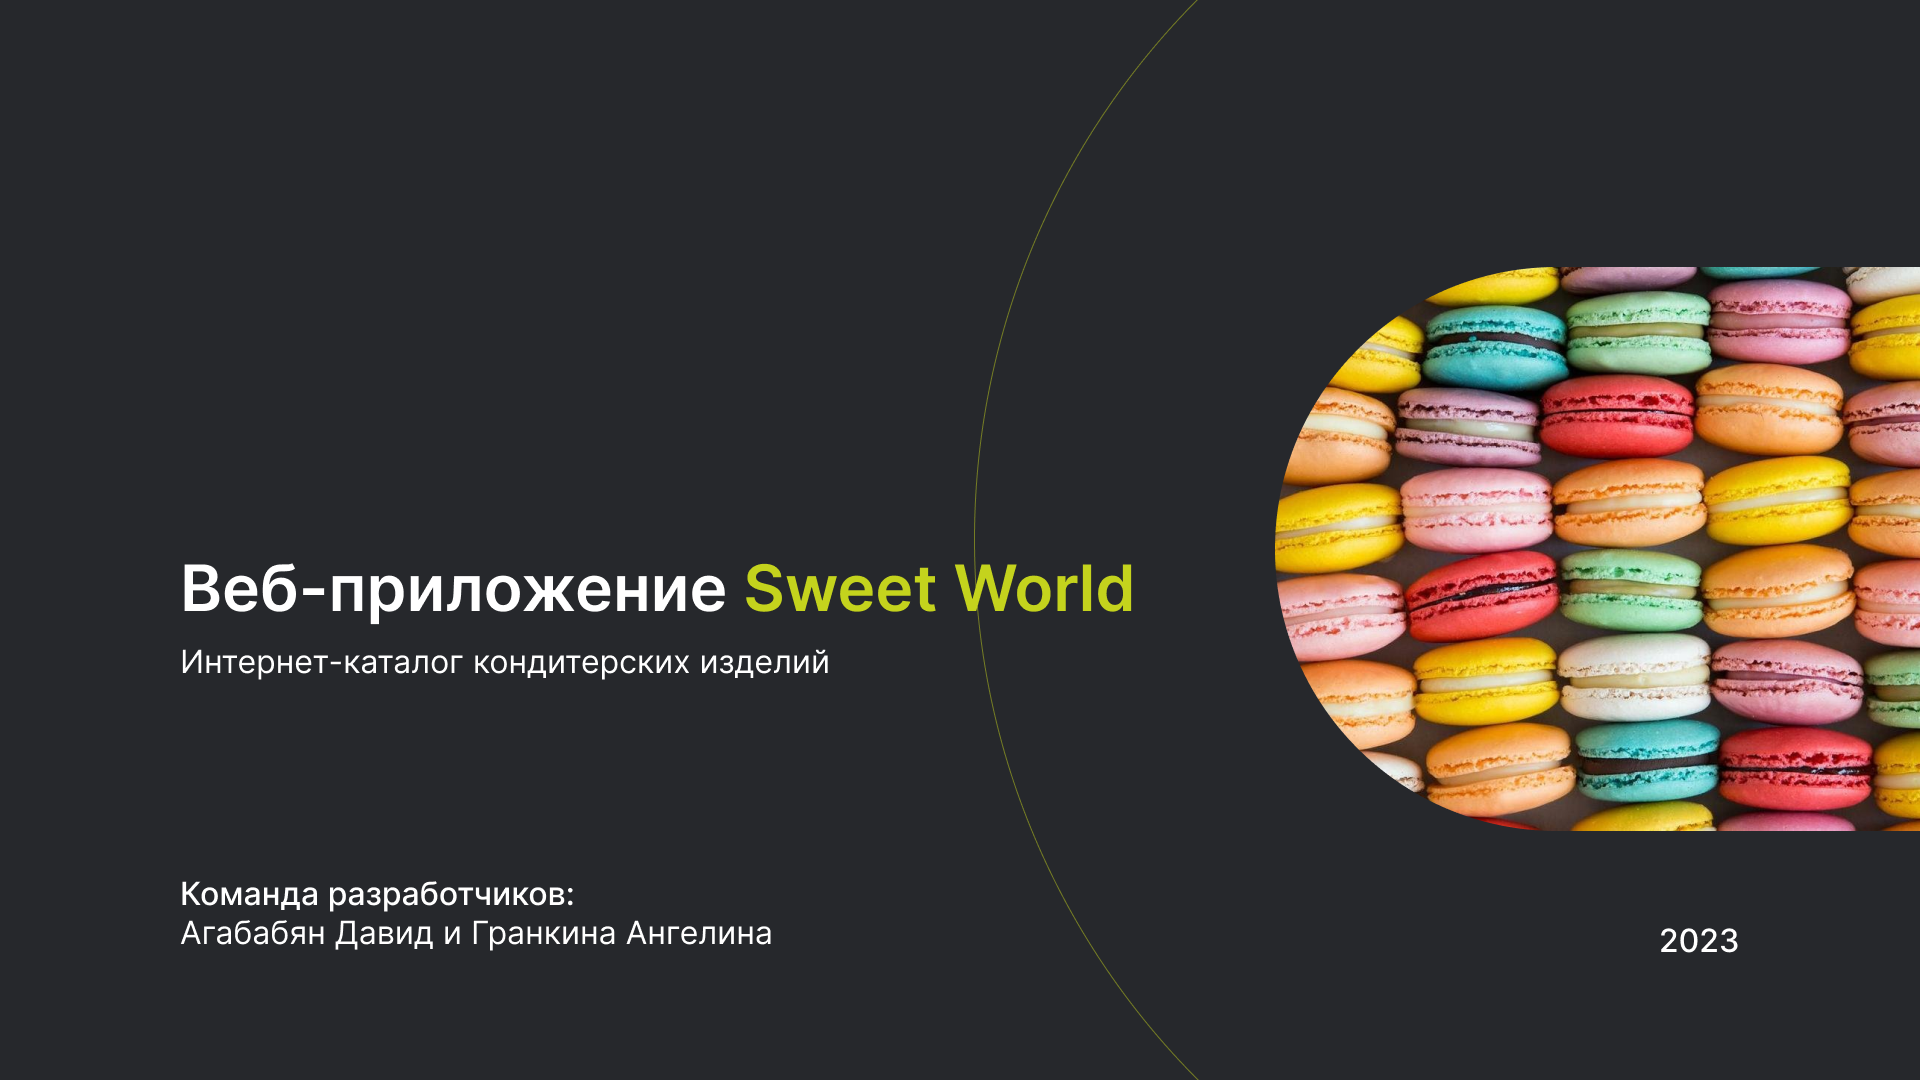 Веб-приложение Sweet World
Интернет-каталог кондитерских изделий
Команда разработчиков:
Агабабян Давид и Гранкина Ангелина
2023